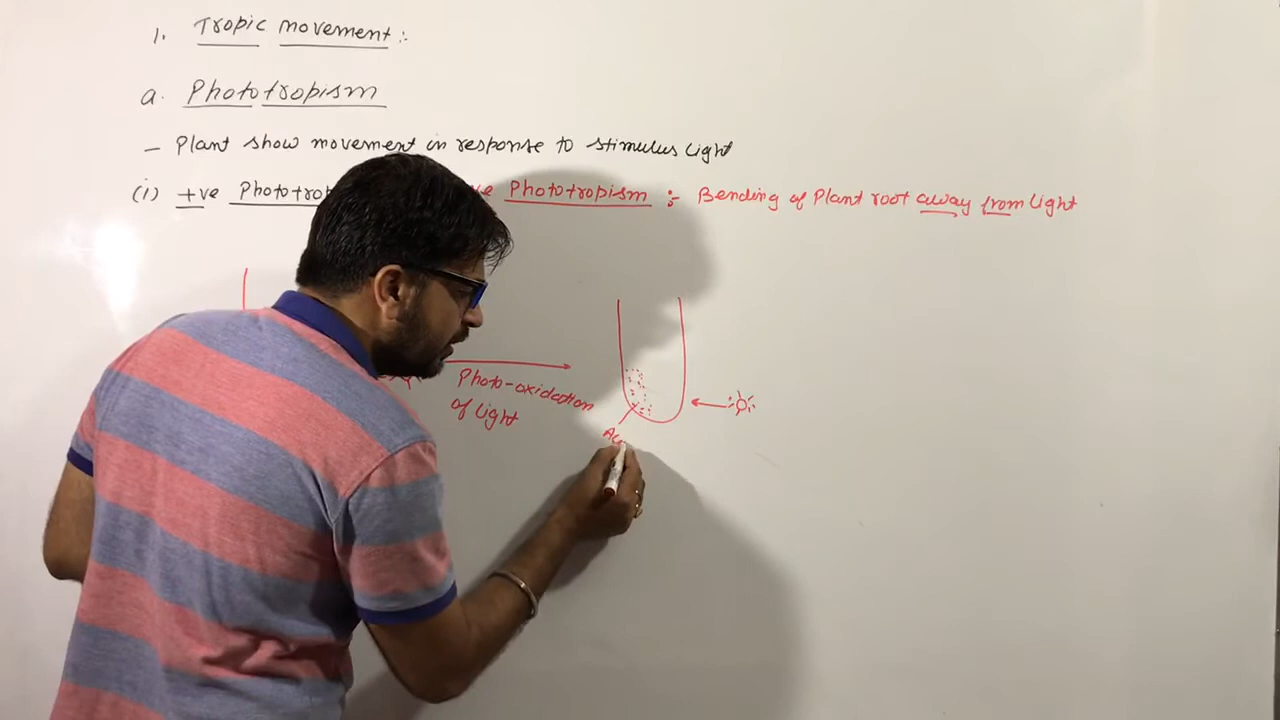 1. Tropic movement :
a. Phototropism
– Plant show movement in response to stimulus Light
(i) +ve Phototro ve Phototropism :- Bending of Plant root away from Light
Photo-oxidation
of Light